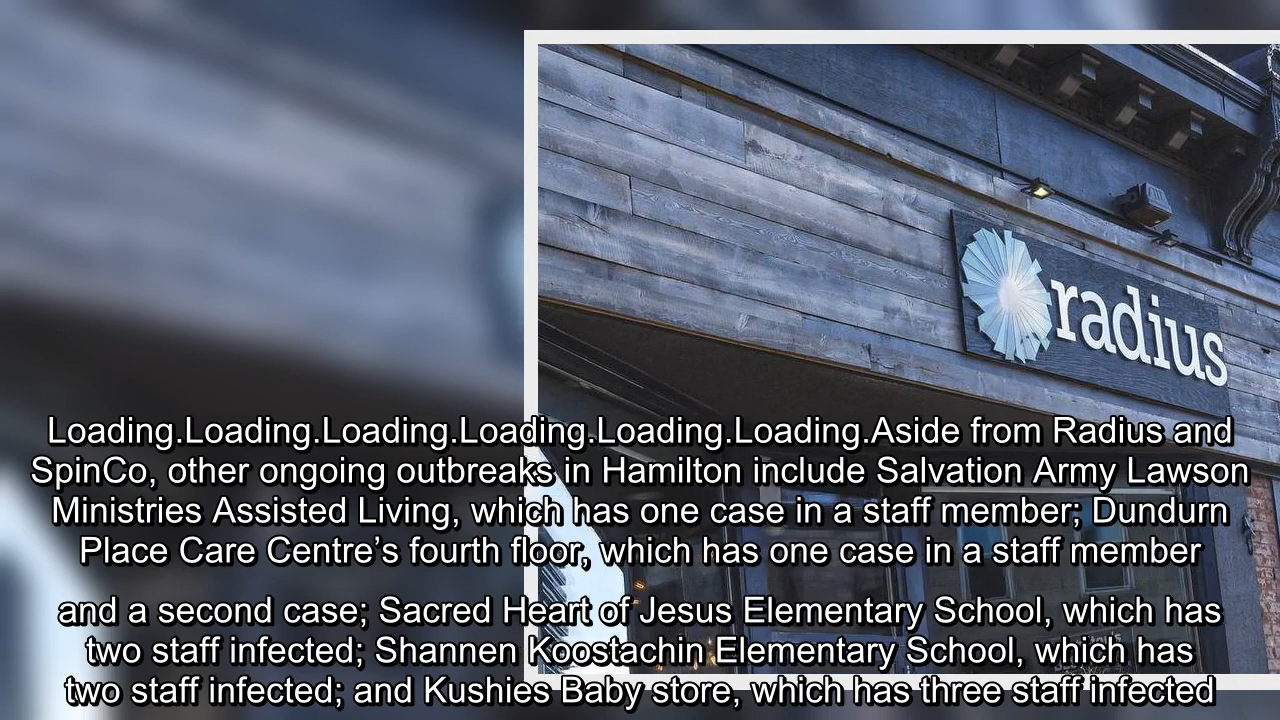 radius
Loading.Loading.Loading.Loading.Loading.Loading.Aside from Radius and
SpinCo, other ongoing outbreaks in Hamilton include Salvation Army Lawson
Ministries Assisted Living, which has one case in a staff member; Dundurn
Place Care Centre’s fourth floor, which has one case in a staff member
and a second case; Sacred Heart of Jesus Elementary School, which has
two staff infected; Shannen Koostachin Elementary School, which has
two staff infected; and Kushies Baby store, which has three staff infected